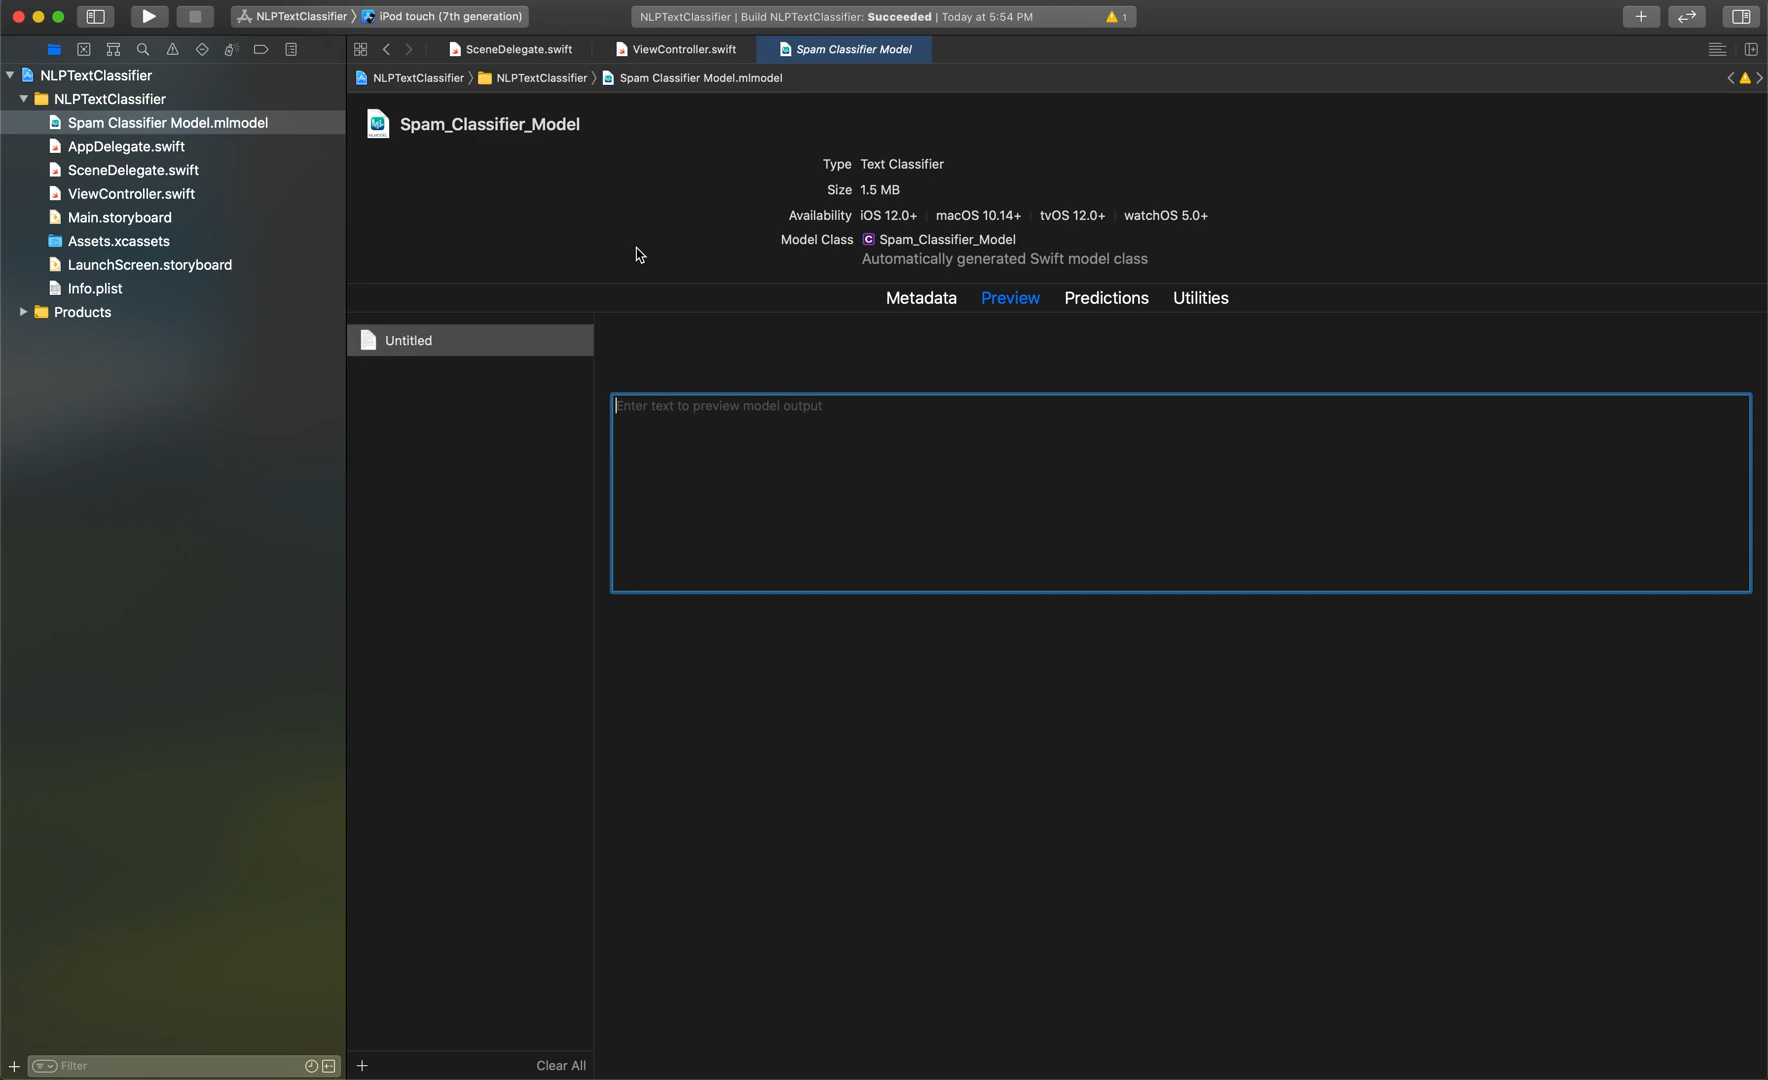 NLPTextClassifier 〉 iPod touch (7th generation)
NLPTextClassifier | Build NLPTextClassifier: Succeeded | Today at 5:54 PM
1
SceneDelegate.swift
ViewController.swift
Spam Classifier Model
NLPTextClassifier 〉 NLPTextClassifier 〉 Spam Classifier Model.mlmodel
NLPTextClassifier
NLPTextClassifier
Spam Classifier Model.mlmodel
AppDelegate.swift
SceneDelegate.swift
ViewController.swift
Main.storyboard
Assets.xcassets
LaunchScreen.storyboard
Info.plist
Products
Filter
Spam_Classifier_Model
Type Text Classifier
Size 1.5 MB
Availability iOS 12.0+ | macOS 10.14+ | tvOS 12.0+ | watchOS 5.0+
Model Class C Spam_Classifier_Model
Automatically generated Swift model class
Metadata Preview Predictions Utilities
Untitled
Enter text to preview model output
Clear All